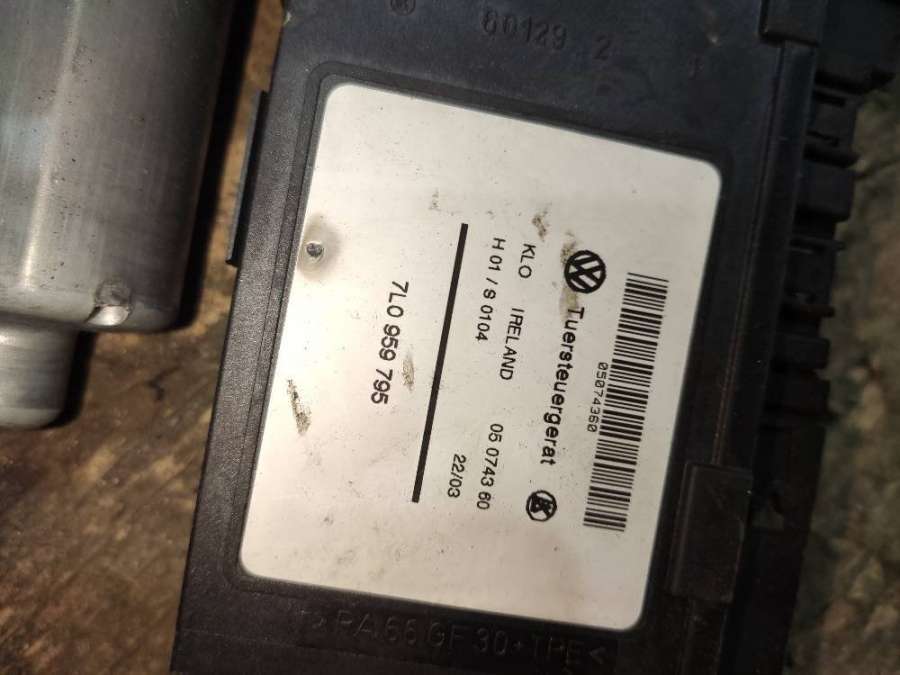 60129 2
05074360
Tuersteuergerat
KLO IRELAND 05 0743 60
H 01 / S 0104 22/03
7L0 959 795
>PA 66 GF 30+TPE<